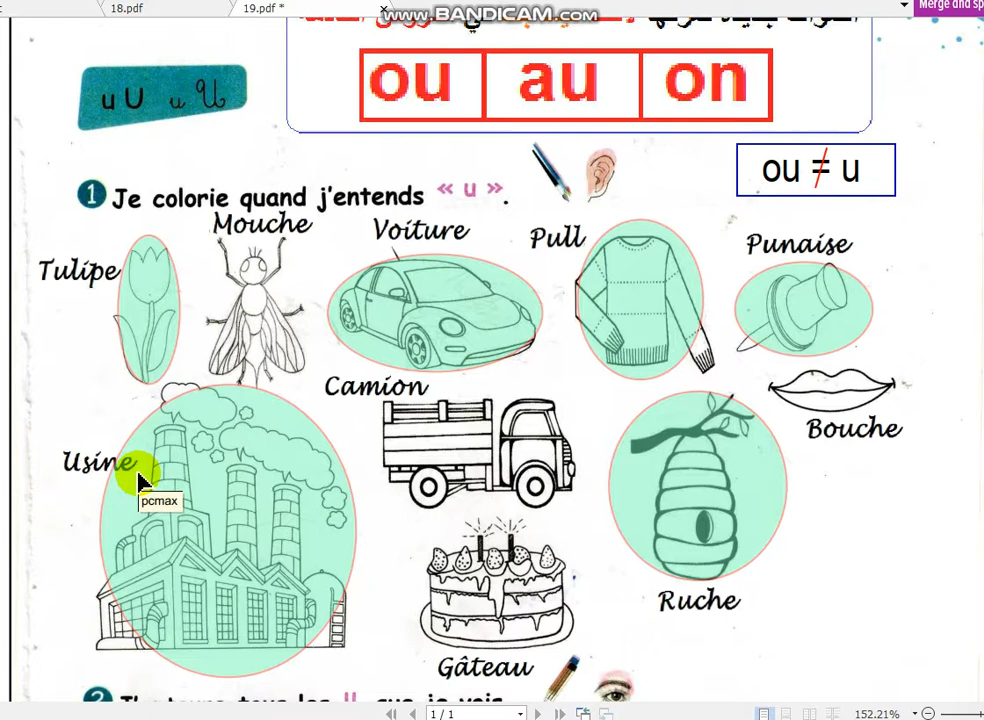 18.pdf
19.pdf *
www.BANDICAM.com
Merge and sp
ou au on
u U u U
ou ≠ u
1 Je colorie quand j'entends « u ».
Mouche
Voiture
Pull
Punaise
Tulipe
Camion
Bouche
Usine
pcmax
Ruche
Gâteau
1 / 1
152.21%